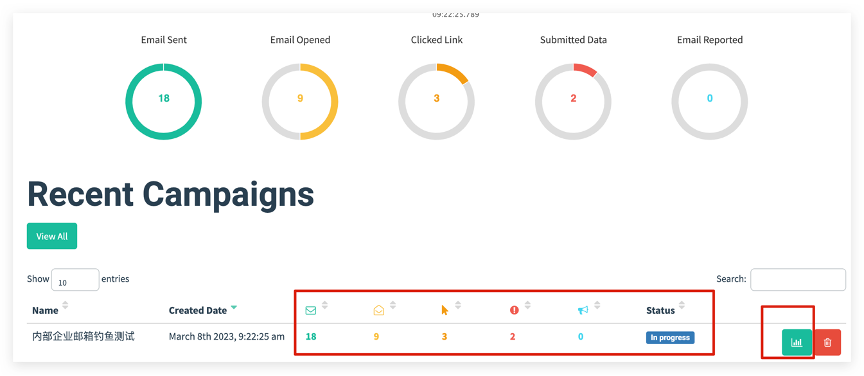 09:22:25.789
Email Sent Email Opened Clicked Link Submitted Data Email Reported
18 9 3 2 0
Recent Campaigns
View All
Show 10 entries Search:
Name Created Date Status
内部企业邮箱钓鱼测试 March 8th 2023, 9:22:25 am 18 9 3 2 0 In progress